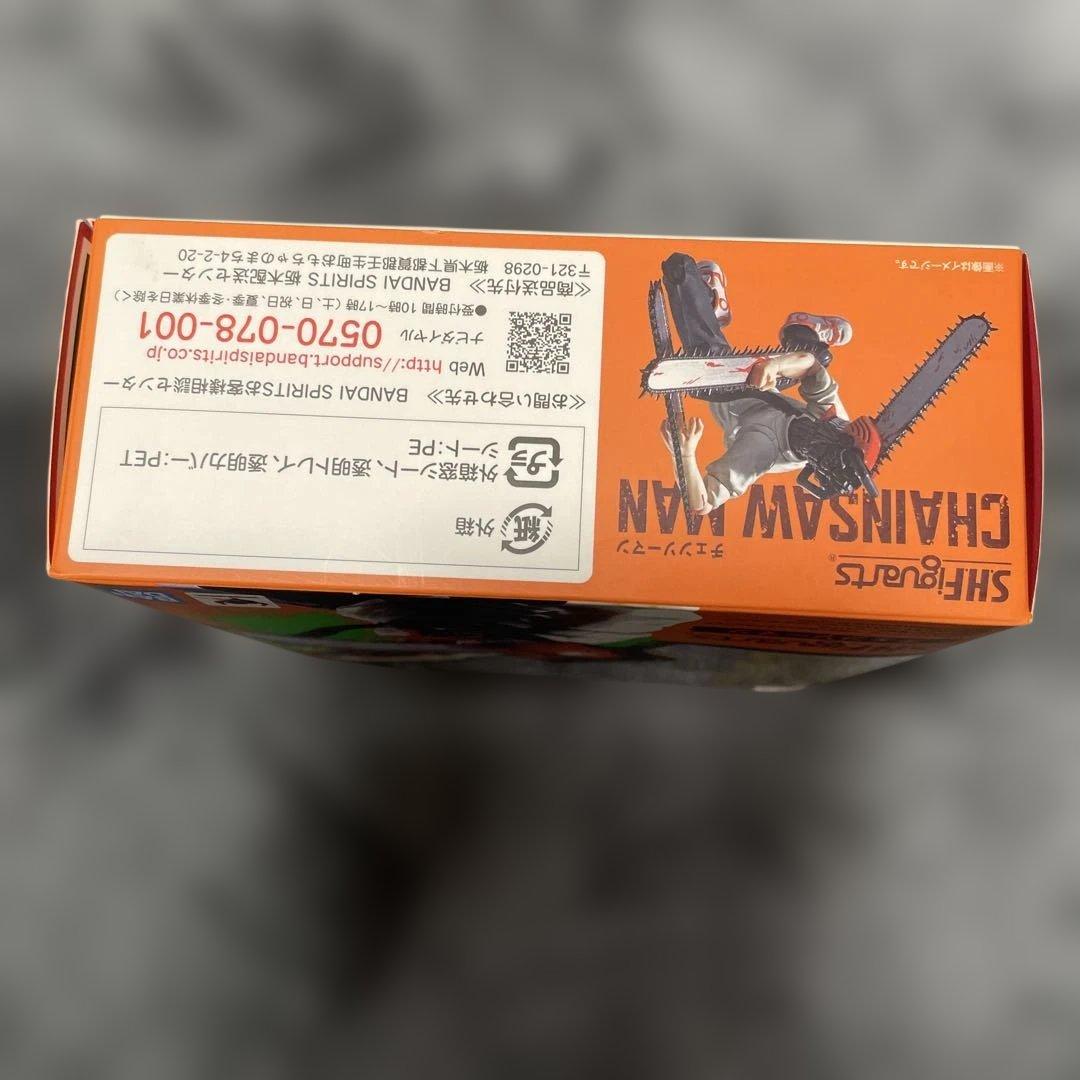 S.H.Figuarts®
チェンソーマン
CHAINSAW MAN
※画像はイメージです。
紙
外箱
プラ
外箱窓シート、透明トレイ、透明カバー：PET
シート：PE
≪お問い合わせ先≫ BANDAI SPIRITSお客様相談センター
Web http://support.bandaispirits.co.jp
ナビダイヤル 0570-078-001
●受付時間 10時〜17時（土、日、祝日、夏季・冬季休業日を除く）
≪商品送付先≫ BANDAI SPIRITS 栃木配送センター
〒321-0298 栃木県下都賀郡壬生町おもちゃのまち4-2-20